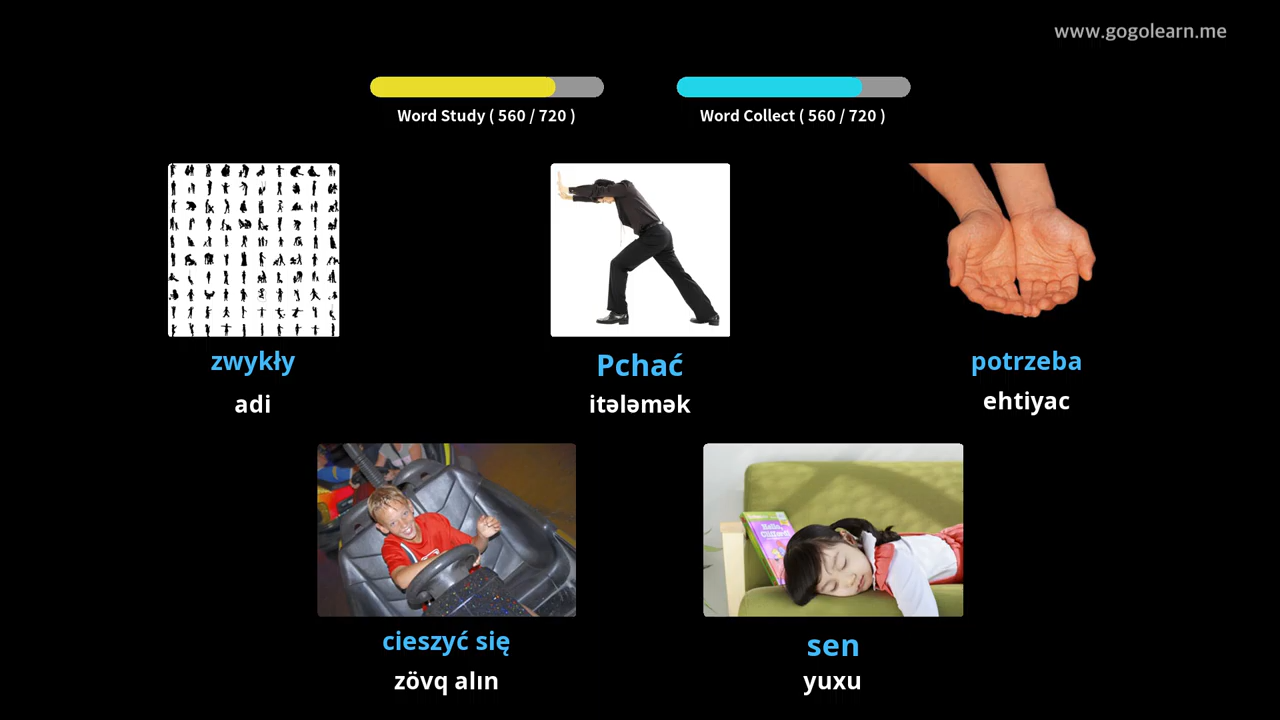 www.gogolearn.me
Word Study ( 560 / 720 )
Word Collect ( 560 / 720 )
zwykły
adi
Pchać
itələmək
potrzeba
ehtiyac
cieszyć się
zövq alın
sen
yuxu